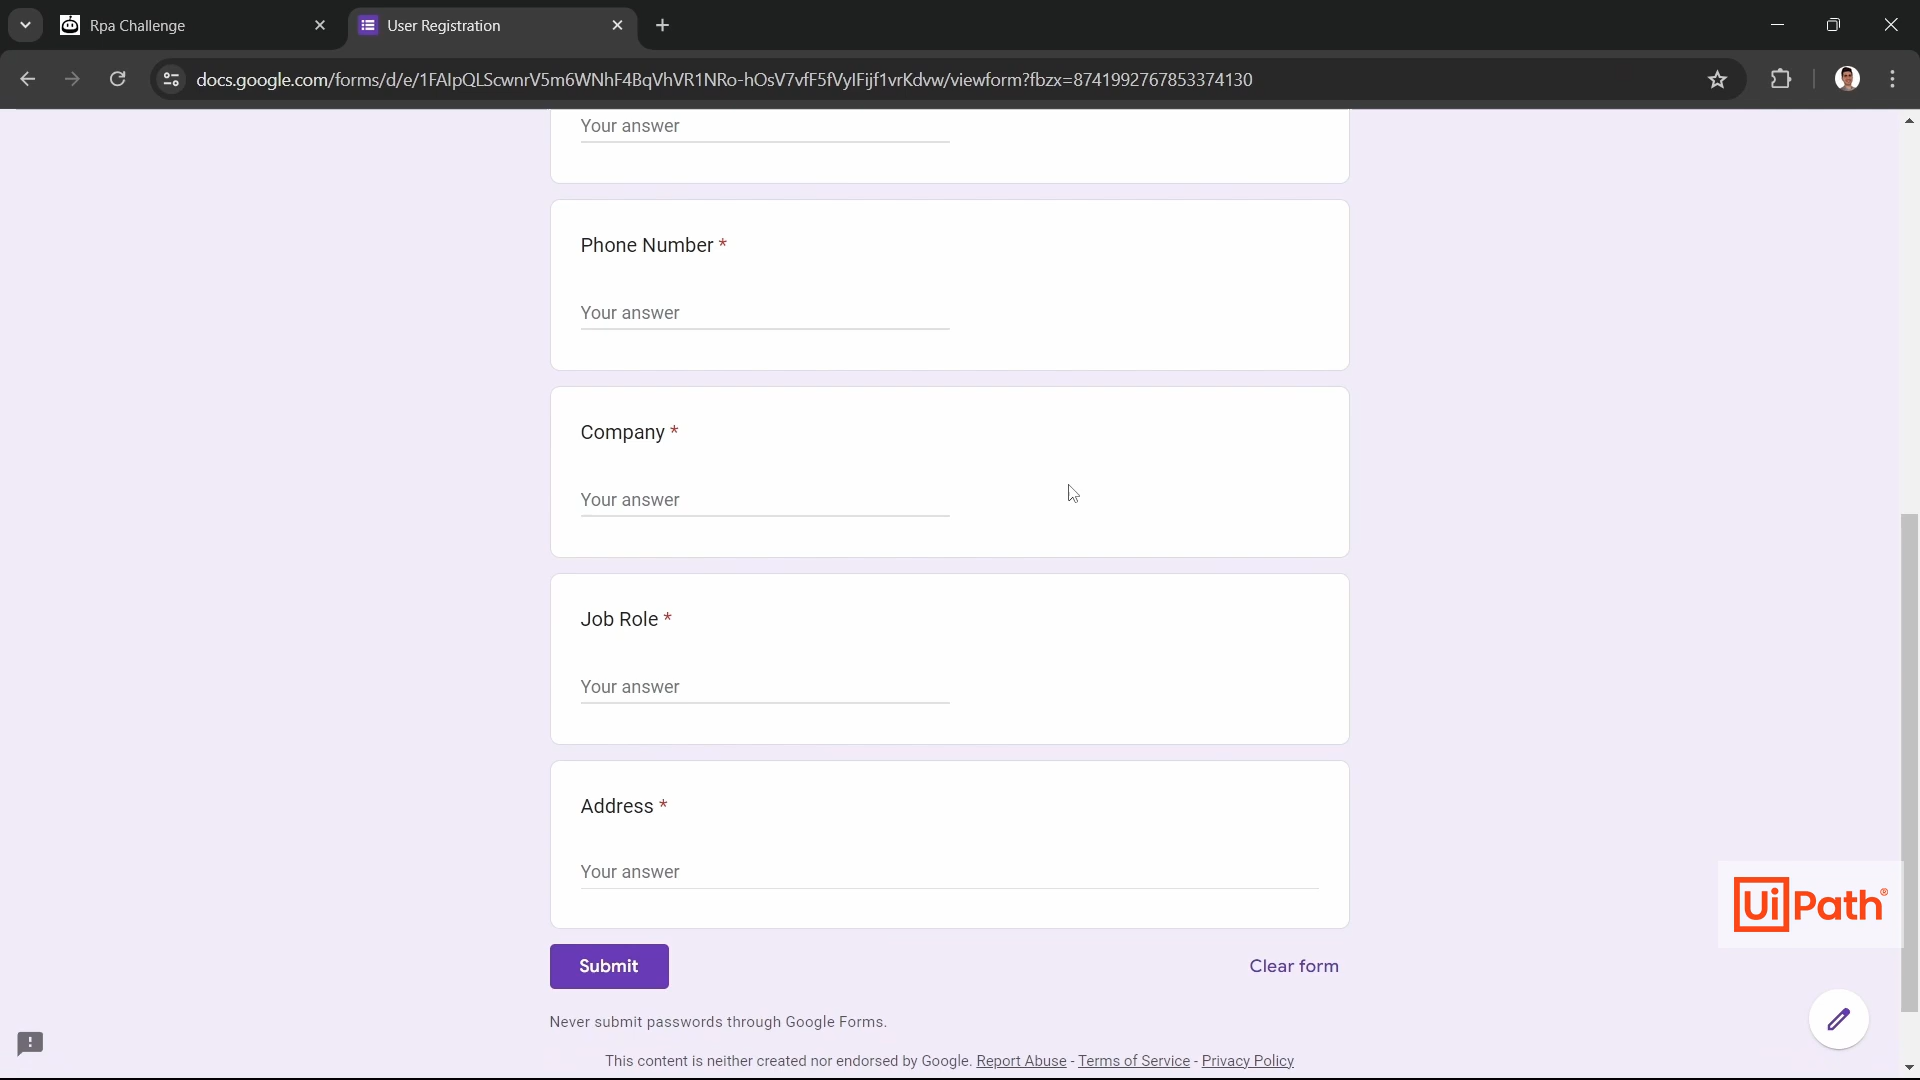 Rpa Challenge
User Registration
docs.google.com/forms/d/e/1FAIpQLScwnrV5m6WNhF4BqVhVR1NRo-hOsV7vfF5fVyIFijf1vrKdvw/viewform?fbzx=8741992767853374130
Your answer
Phone Number *
Your answer
Company *
Your answer
Job Role *
Your answer
Address *
Your answer
UiPath®
Submit
Clear form
Never submit passwords through Google Forms.
This content is neither created nor endorsed by Google. Report Abuse - Terms of Service - Privacy Policy